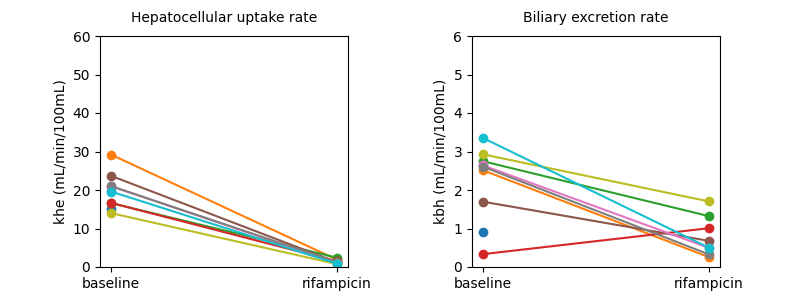 Hepatocellular uptake rate
60
50
40
30
20
10
0
khe (mL/min/100mL)
baseline
rifampicin
Biliary excretion rate
6
5
4
3
2
1
0
kbh (mL/min/100mL)
baseline
rifampicin